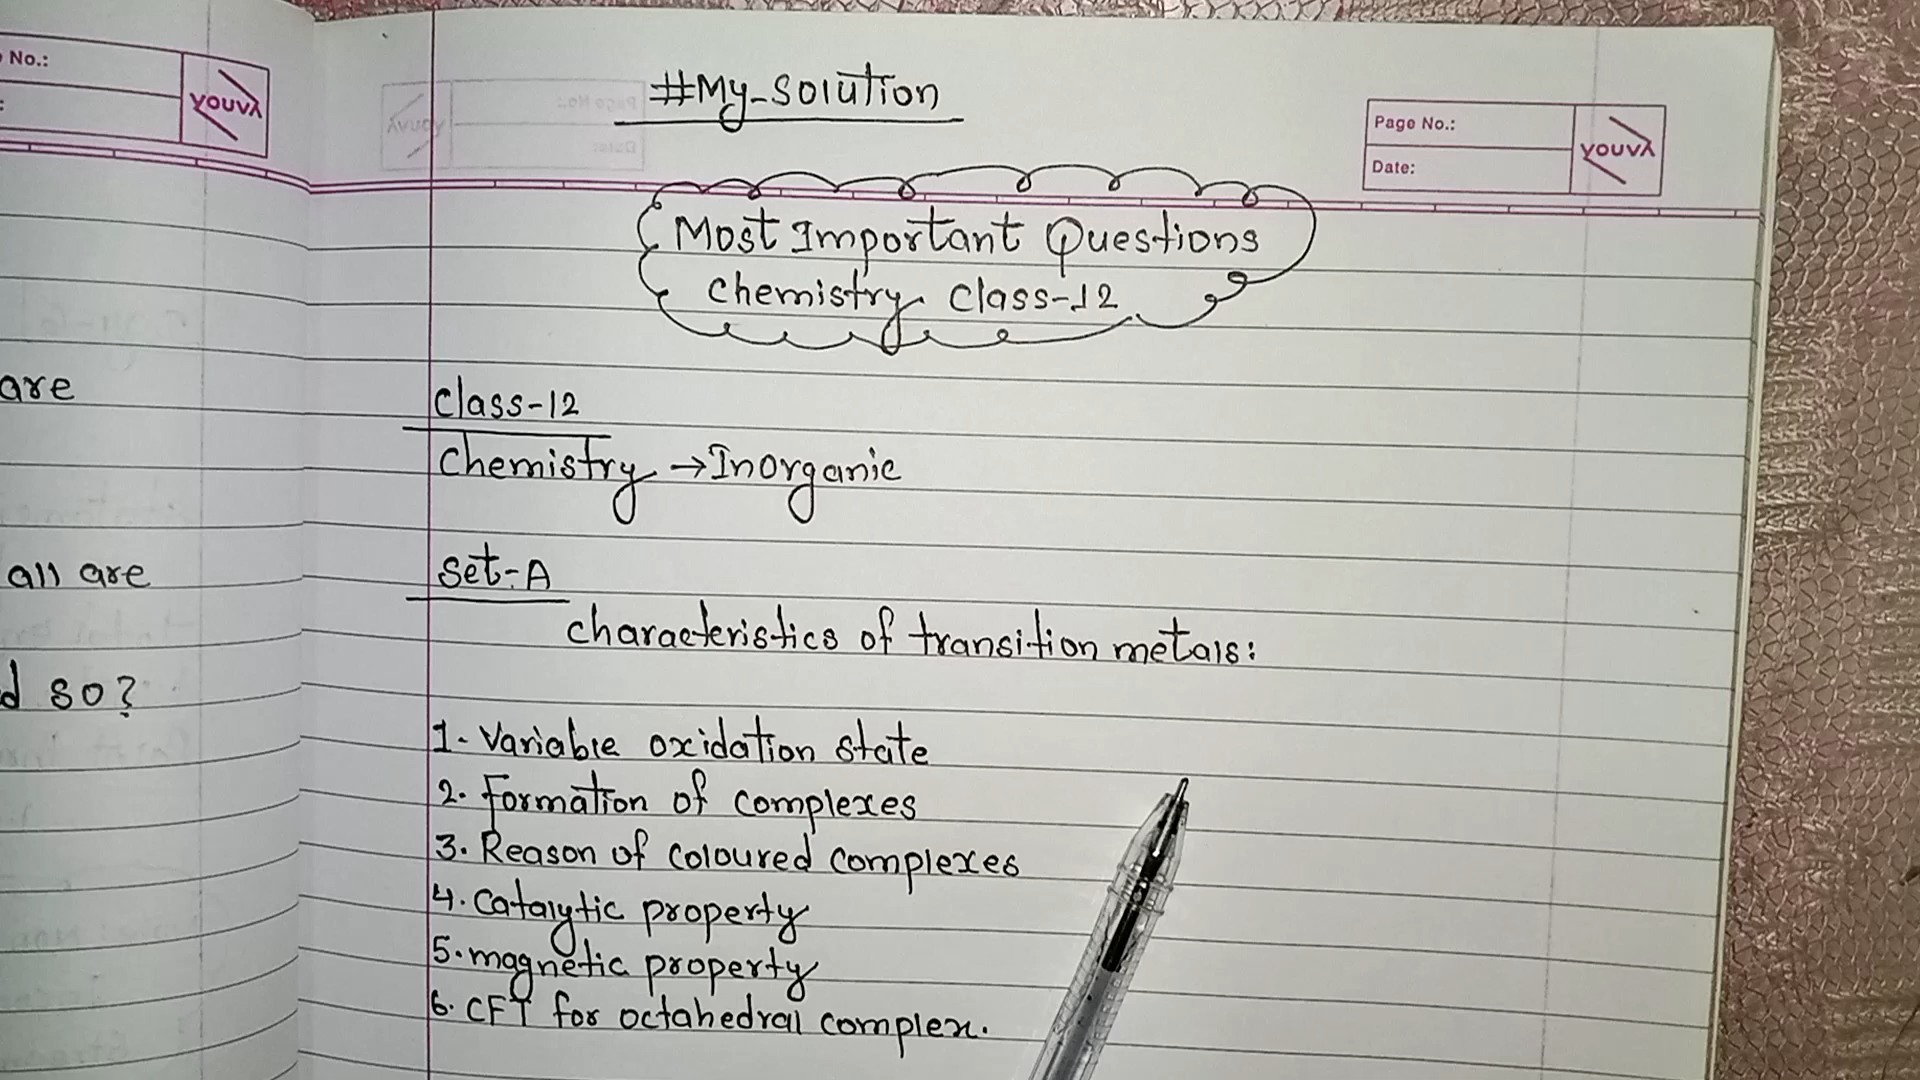 No.:
YOUVA
are
all are
d so?
#My-solution
Page No.:
Date:
YOUVA
Most Important Questions
Chemistry Class-12
Class-12
Chemistry → Inorganic
Set-A
Characteristics of transition metals:
1. Variable oxidation state
2. Formation of complexes
3. Reason of coloured complexes
4. Catalytic property
5. magnetic property
6. CFT for octahedral complex.